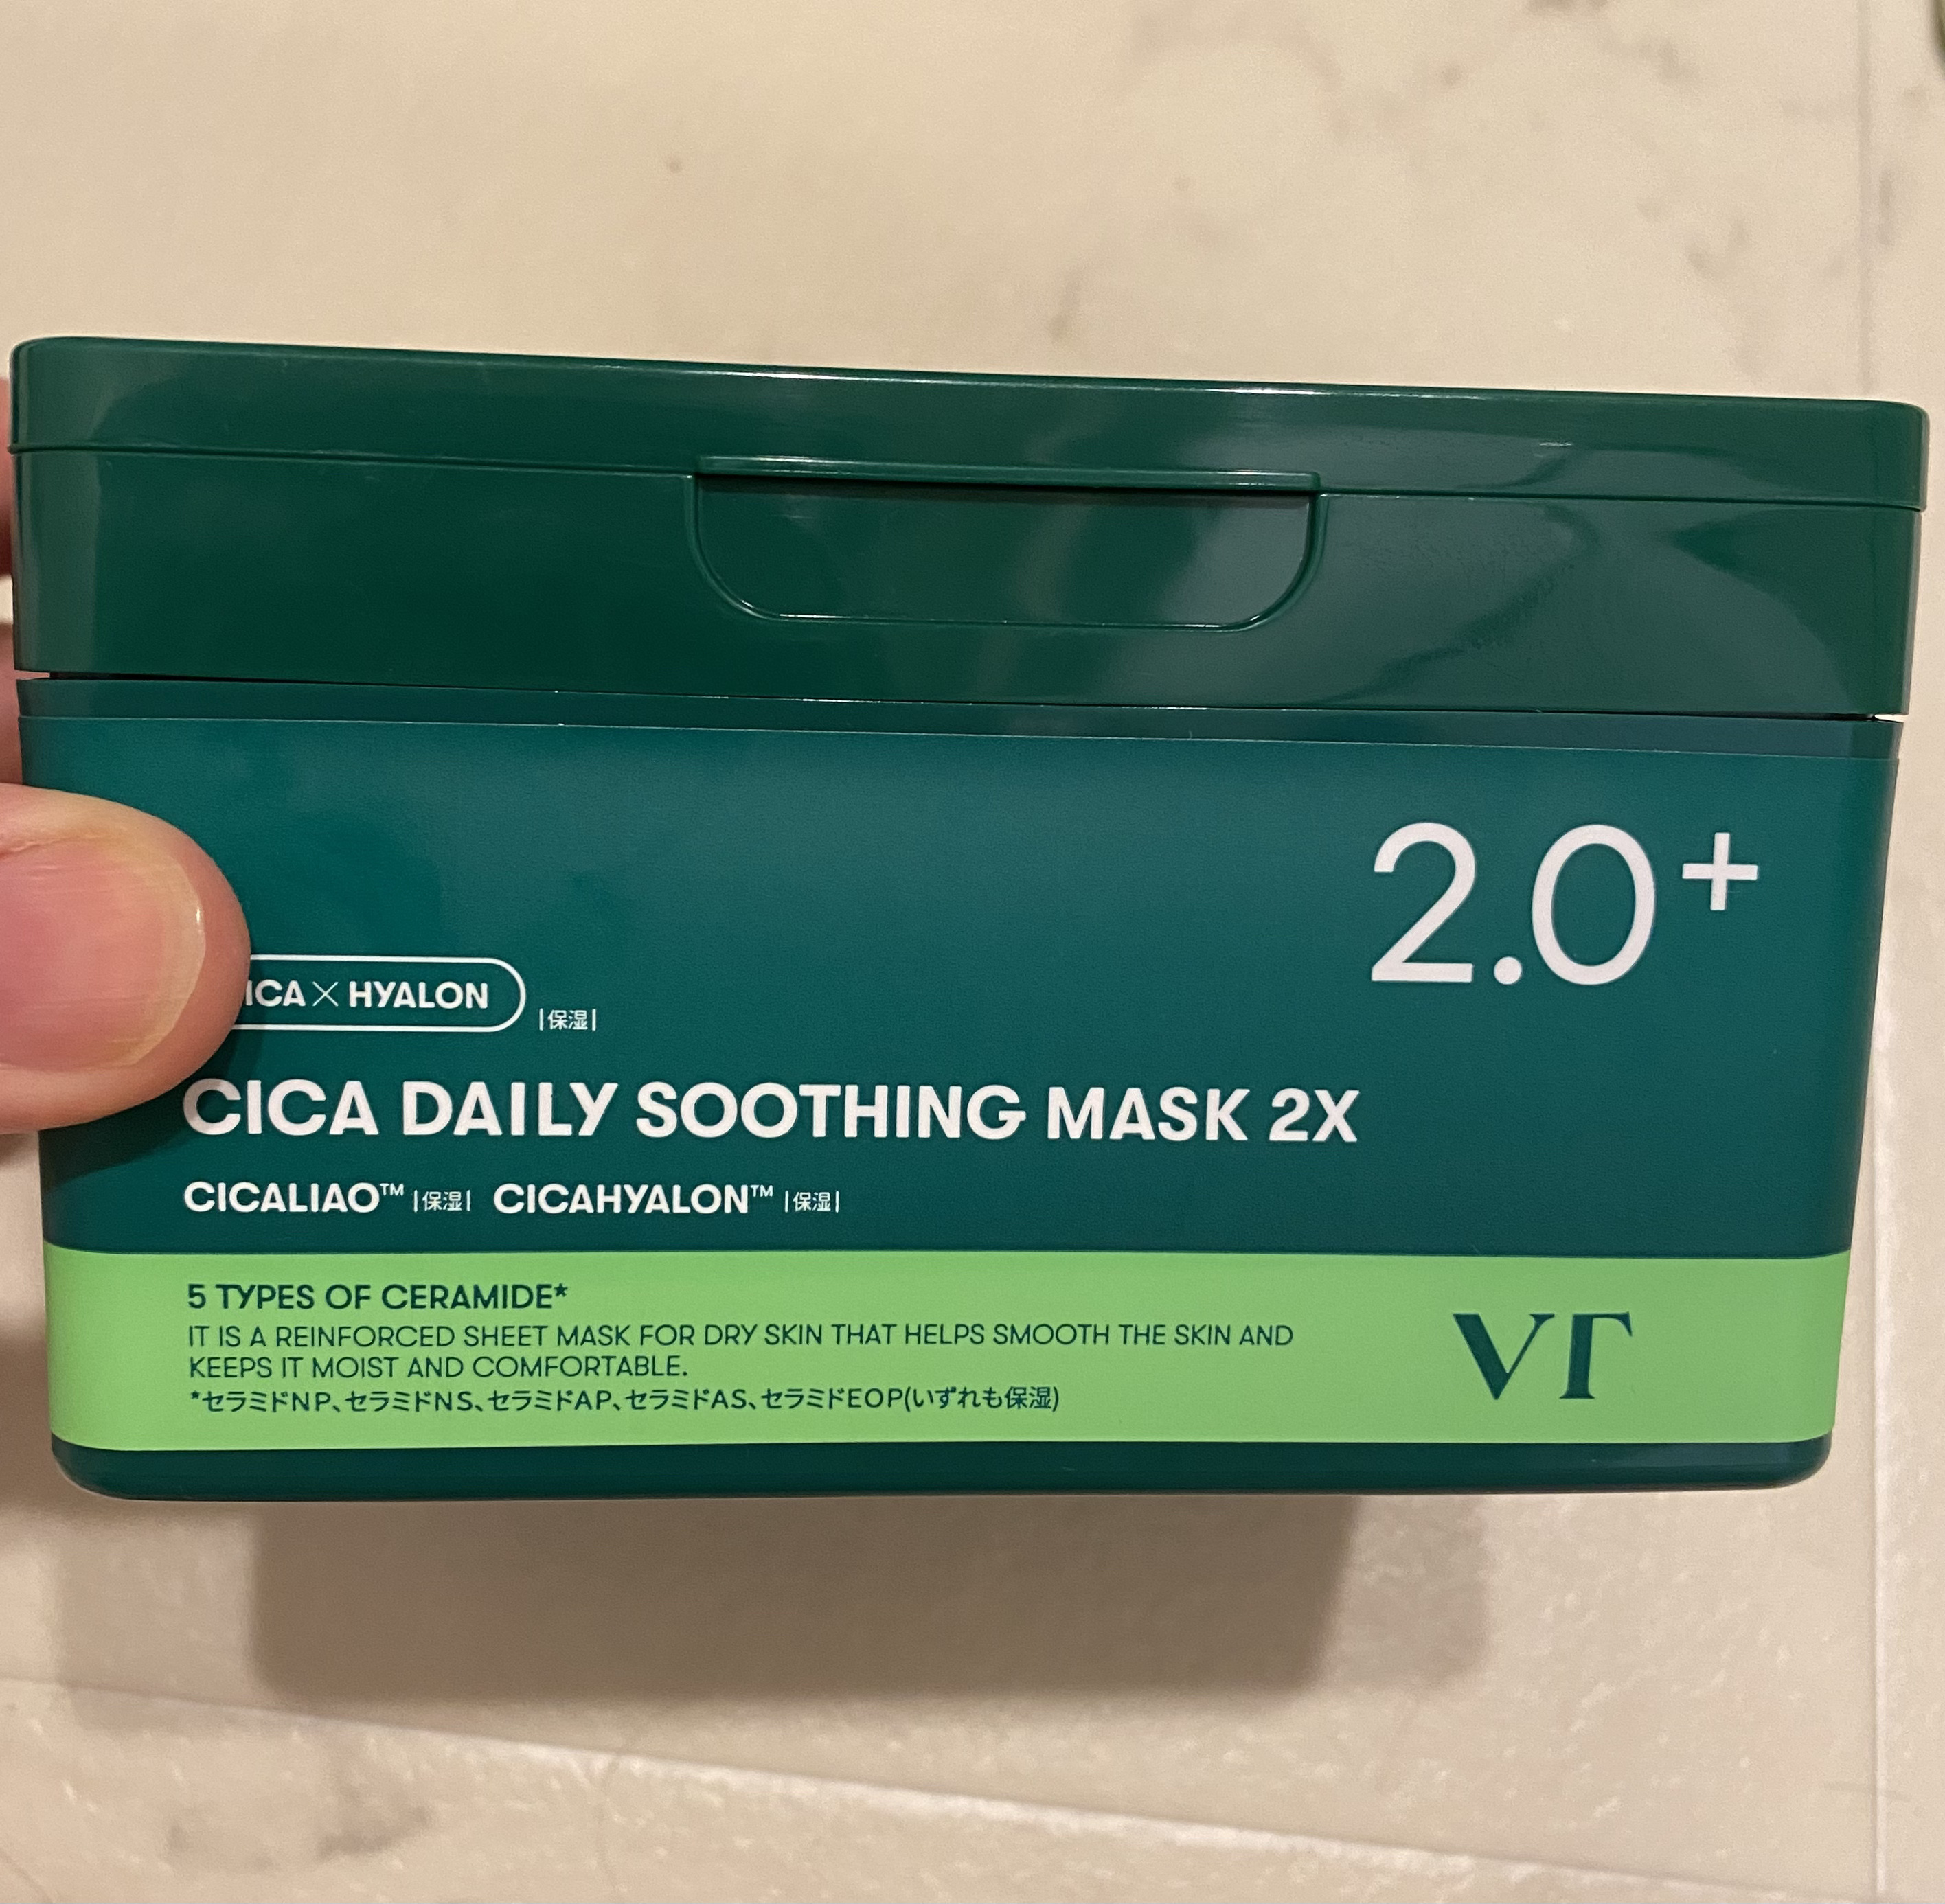 2.0+
ICA × HYALON |保湿|
CICA DAILY SOOTHING MASK 2X
CICALIAO™ |保湿| CICAHYALON™ |保湿|
5 TYPES OF CERAMIDE*
IT IS A REINFORCED SHEET MASK FOR DRY SKIN THAT HELPS SMOOTH THE SKIN AND
KEEPS IT MOIST AND COMFORTABLE.
*セラミドNP、セラミドNS、セラミドAP、セラミドAS、セラミドEOP(いずれも保湿)
VT